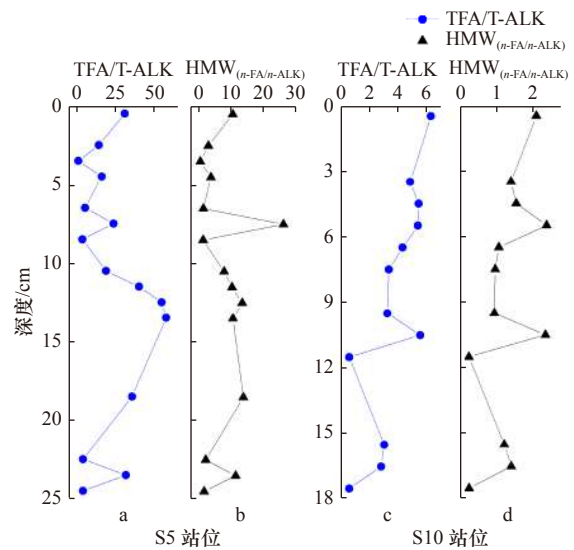 TFA/T-ALK
HMW(n-FA/n-ALK)
TFA/T-ALK HMW(n-FA/n-ALK) TFA/T-ALK HMW(n-FA/n-ALK)
0 25 50 0 10 20 30 0 2 4 6 0 1 2
0
5
10
15
20
25
深度/cm
0
3
6
9
12
15
18
a b c d
S5 站位 S10 站位